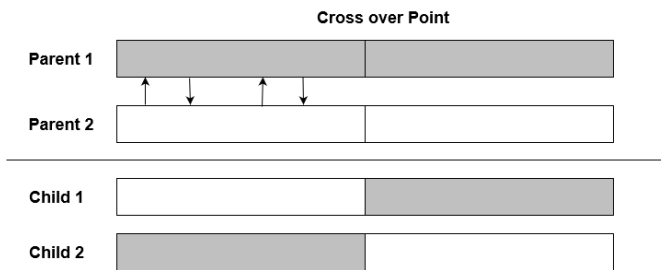 Cross over Point
Parent 1
Parent 2
Child 1
Child 2